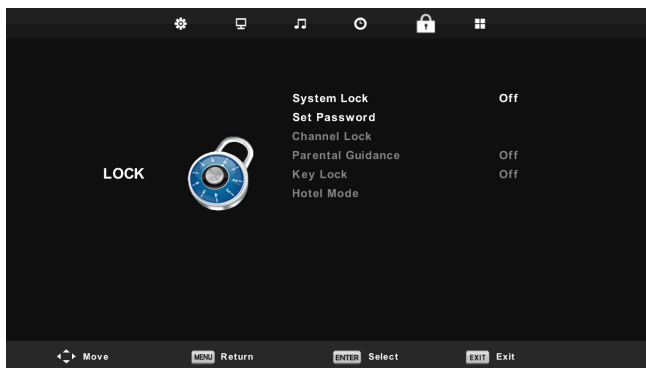 System Lock Off
Set Password
Channel Lock
Parental Guidance Off
LOCK
Key Lock Off
Hotel Mode
Move MENU Return ENTER Select EXIT Exit